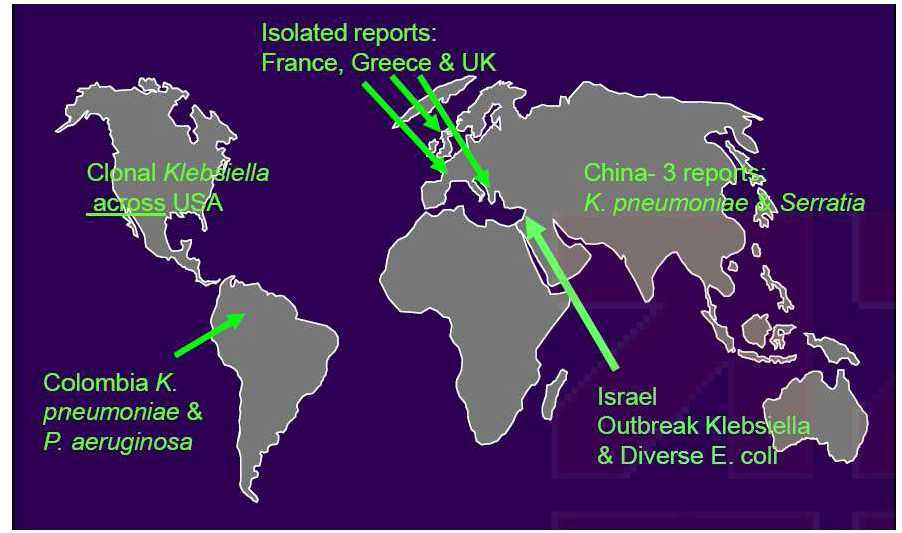 Isolated reports:
France, Greece & UK
Clonal Klebsiella
across USA
China- 3 reports:
K. pneumoniae & Serratia
Colombia K.
pneumoniae &
P. aeruginosa
Israel
Outbreak Klebsiella
& Diverse E. coli